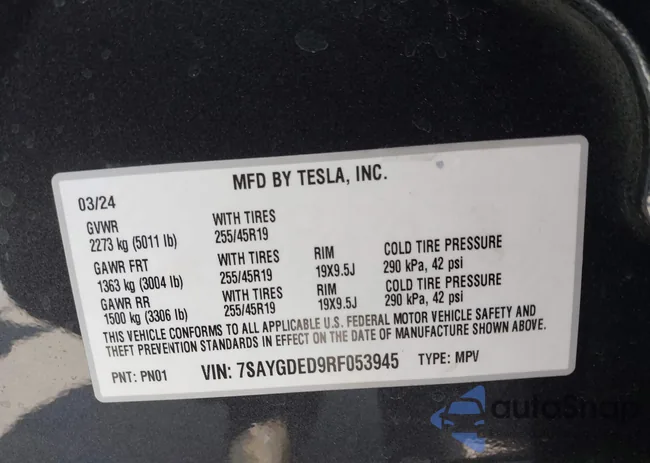 MFD BY TESLA, INC.
03/24
GVWR WITH TIRES
2273 kg (5011 lb) 255/45R19
GAWR FRT WITH TIRES RIM COLD TIRE PRESSURE
1363 kg (3004 lb) 255/45R19 19X9.5J 290 kPa, 42 psi
GAWR RR WITH TIRES RIM COLD TIRE PRESSURE
1500 kg (3306 lb) 255/45R19 19X9.5J 290 kPa, 42 psi
THIS VEHICLE CONFORMS TO ALL APPLICABLE U.S. FEDERAL MOTOR VEHICLE SAFETY AND
THEFT PREVENTION STANDARDS IN EFFECT ON THE DATE OF MANUFACTURE SHOWN ABOVE.
PNT: PN01 VIN: 7SAYGDED9RF053945 TYPE: MPV
autoSnap